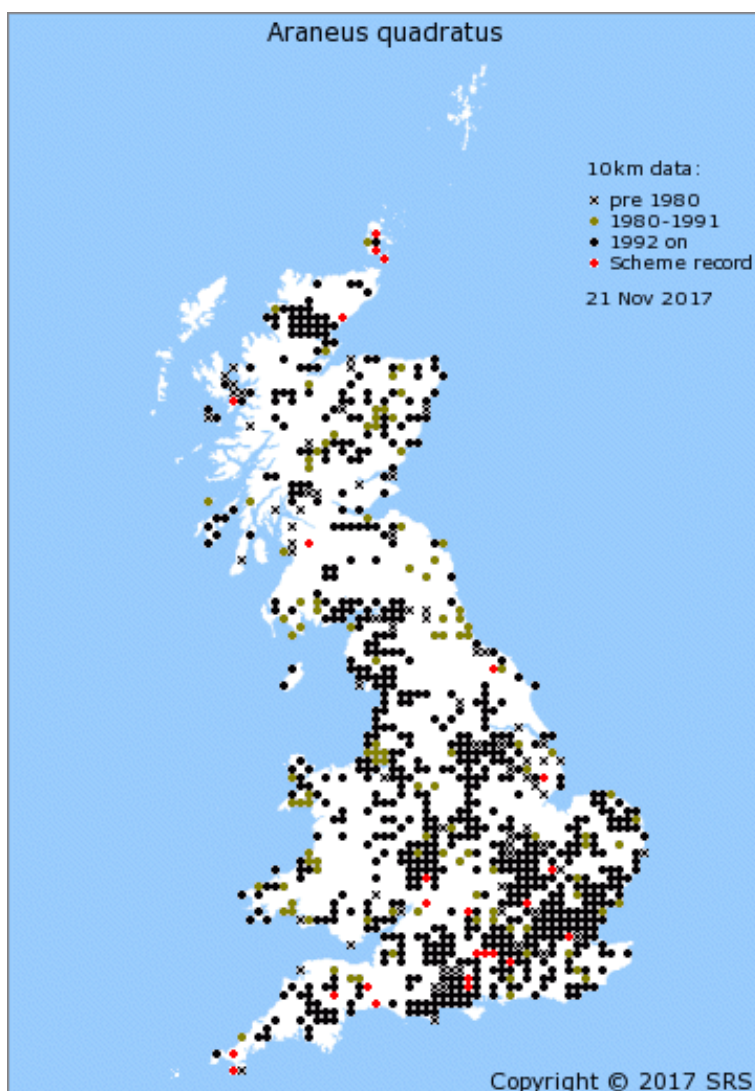 Araneus quadratus
10km data:
pre 1980
1980-1991
1992 on
Scheme record
21 Nov 2017
Copyright © 2017 SRS